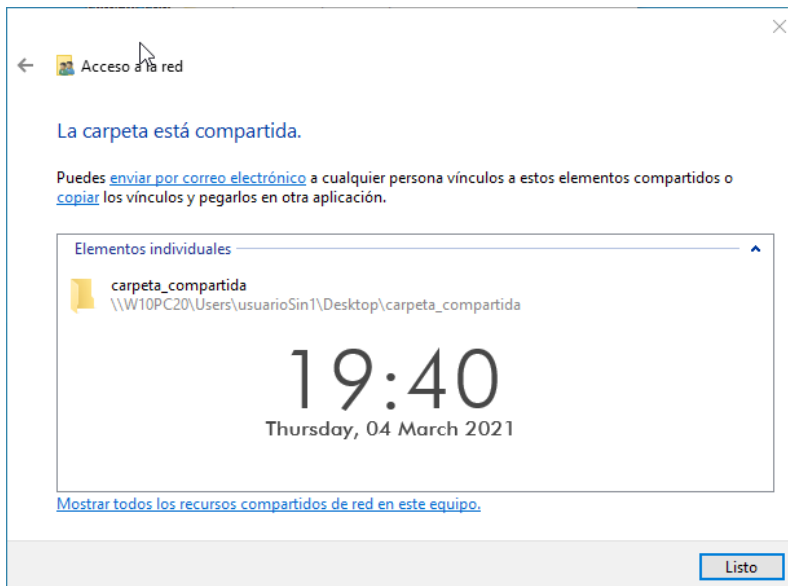 Acceso a la red
La carpeta está compartida.
Puedes enviar por correo electrónico a cualquier persona vínculos a estos elementos compartidos o
copiar los vínculos y pegarlos en otra aplicación.
Elementos individuales
carpeta_compartida
\\W10PC20\Users\usuarioSin1\Desktop\carpeta_compartida
19:40
Thursday, 04 March 2021
Mostrar todos los recursos compartidos de red en este equipo.
Listo